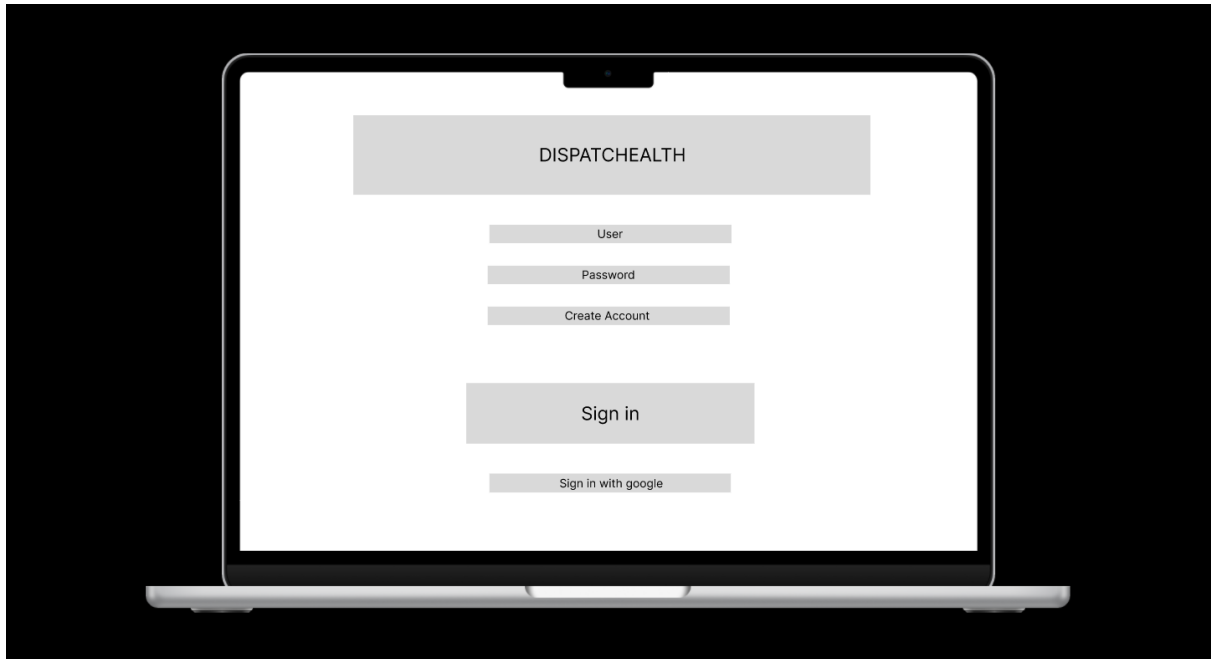 DISPATCHEALTH
User
Password
Create Account
Sign in
Sign in with google